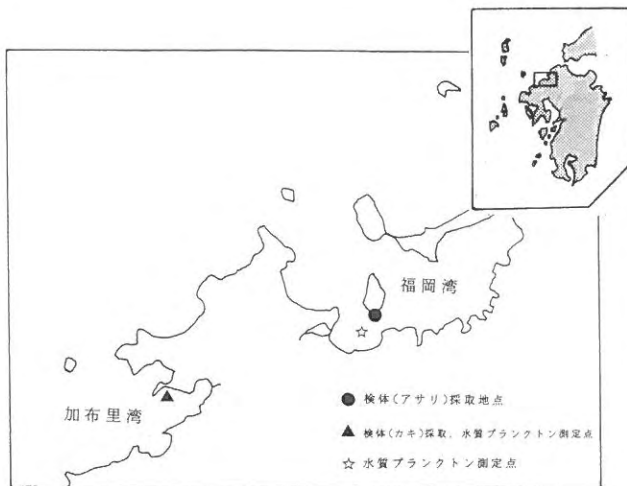 福岡湾
加布里湾
● 検体(アサリ)採取地点
▲ 検体(カキ)採取、水質プランクトン測定点
☆ 水質プランクトン測定点